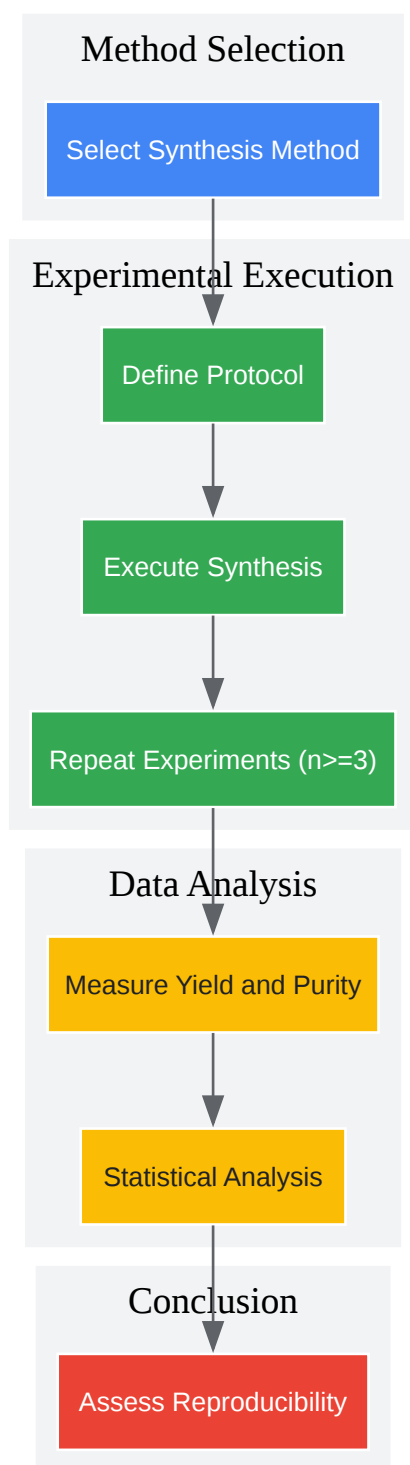 Method Selection
Select Synthesis Method
Experimental Execution
Define Protocol
Execute Synthesis
Repeat Experiments (n>=3)
Data Analysis
Measure Yield and Purity
Statistical Analysis
Conclusion
Assess Reproducibility